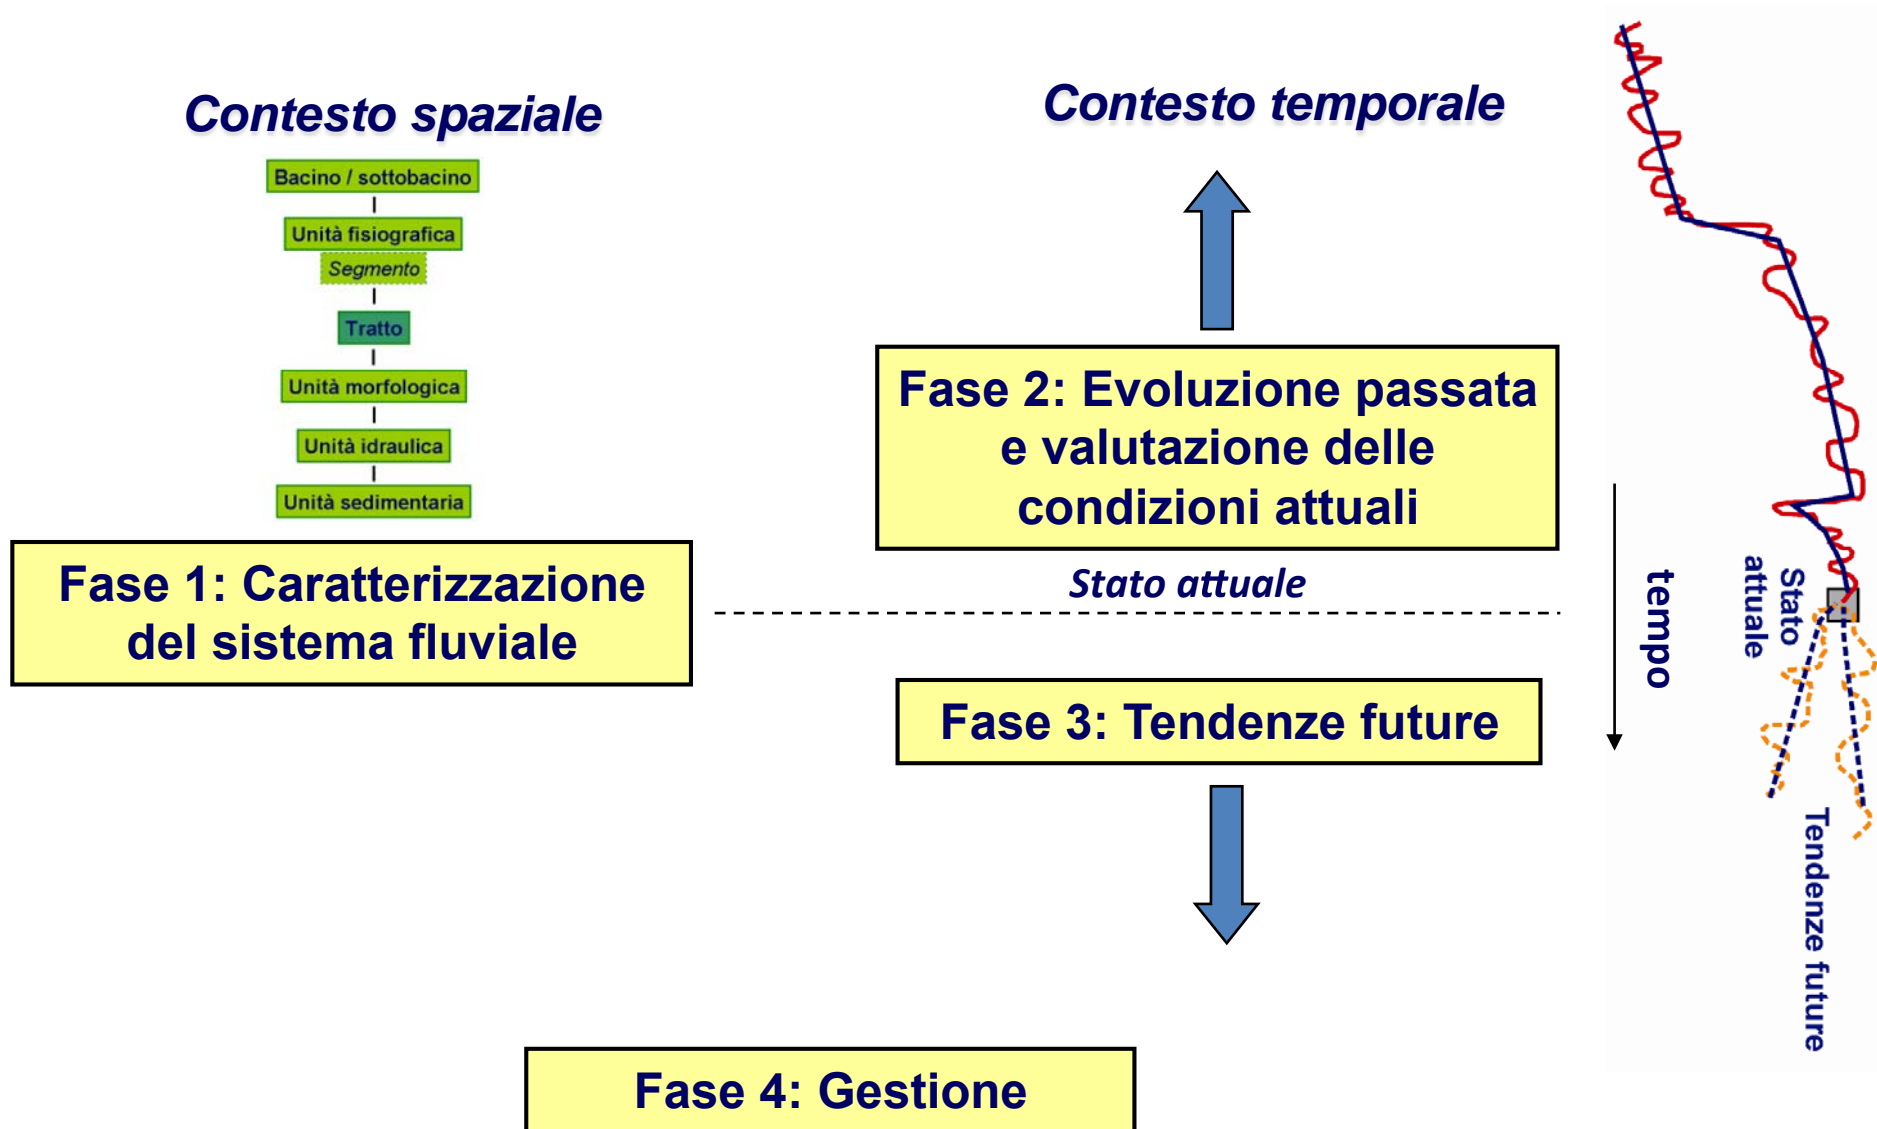 Contesto spaziale
Bacino / sottobacino
Unità fisiografica
Segmento
Tratto
Unità morfologica
Unità idraulica
Unità sedimentaria
Fase 1: Caratterizzazione
del sistema fluviale
Contesto temporale
Fase 2: Evoluzione passata
e valutazione delle
condizioni attuali
Stato attuale
Fase 3: Tendenze future
tempo
Stato
attuale
Tendenze future
Fase 4: Gestione